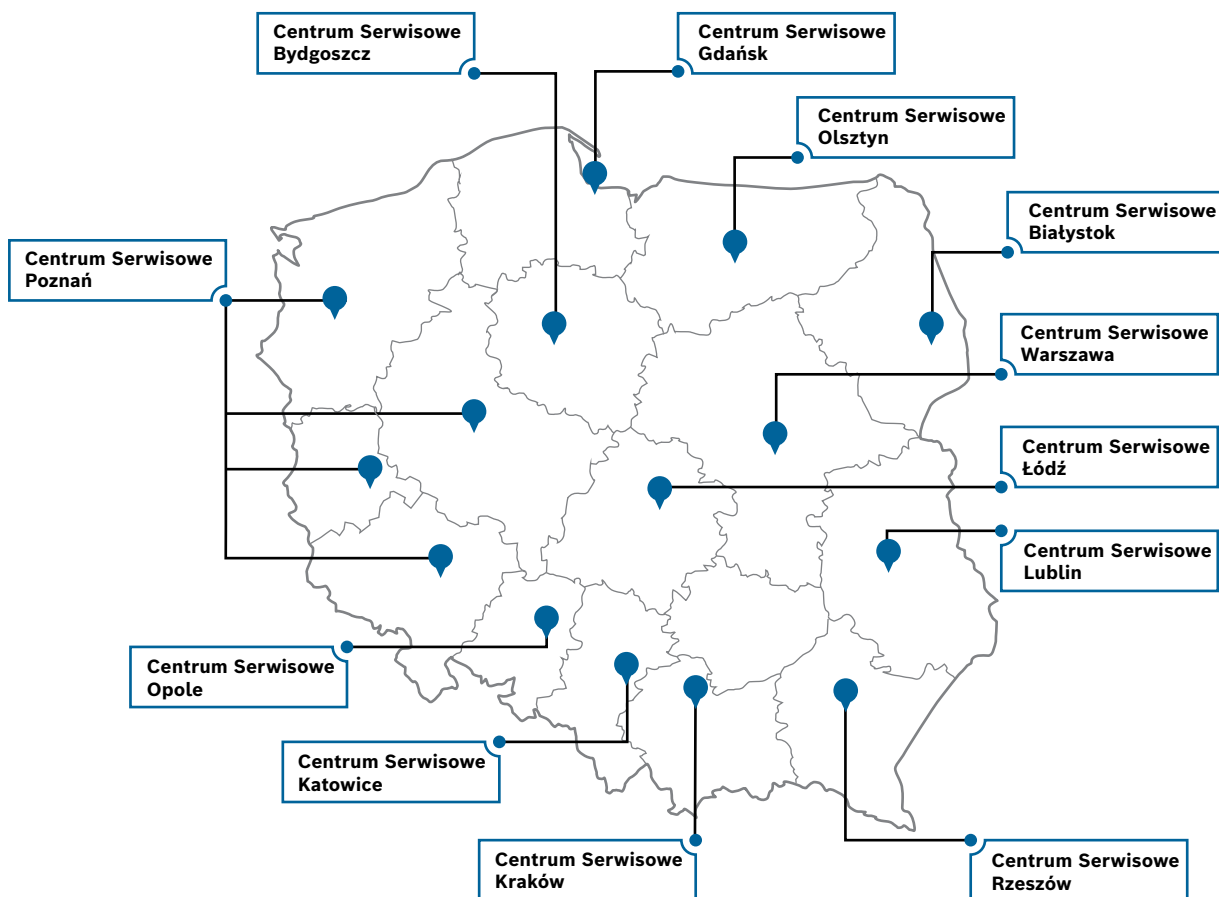 Centrum Serwisowe
Bydgoszcz
Centrum Serwisowe
Gdańsk
Centrum Serwisowe
Olsztyn
Centrum Serwisowe
Białystok
Centrum Serwisowe
Poznań
Centrum Serwisowe
Warszawa
Centrum Serwisowe
Łódź
Centrum Serwisowe
Lublin
Centrum Serwisowe
Opole
Centrum Serwisowe
Katowice
Centrum Serwisowe
Kraków
Centrum Serwisowe
Rzeszów